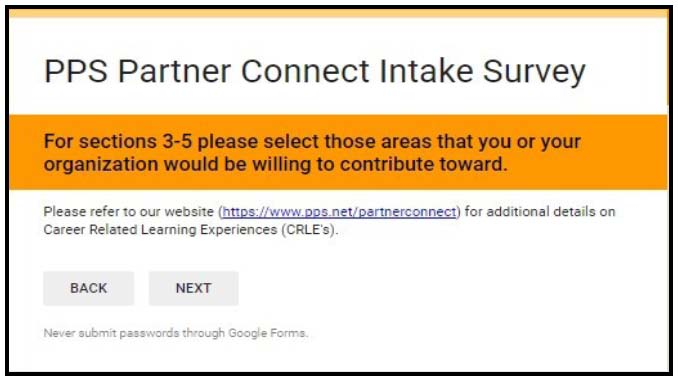 PPS Partner Connect Intake Survey
For sections 3-5 please select those areas that you or your
organization would be willing to contribute toward.
Please refer to our website (https://www.pps.net/partnerconnect) for additional details on
Career Related Learning Experiences (CRLE's).
BACK NEXT
Never submit passwords through Google Forms.